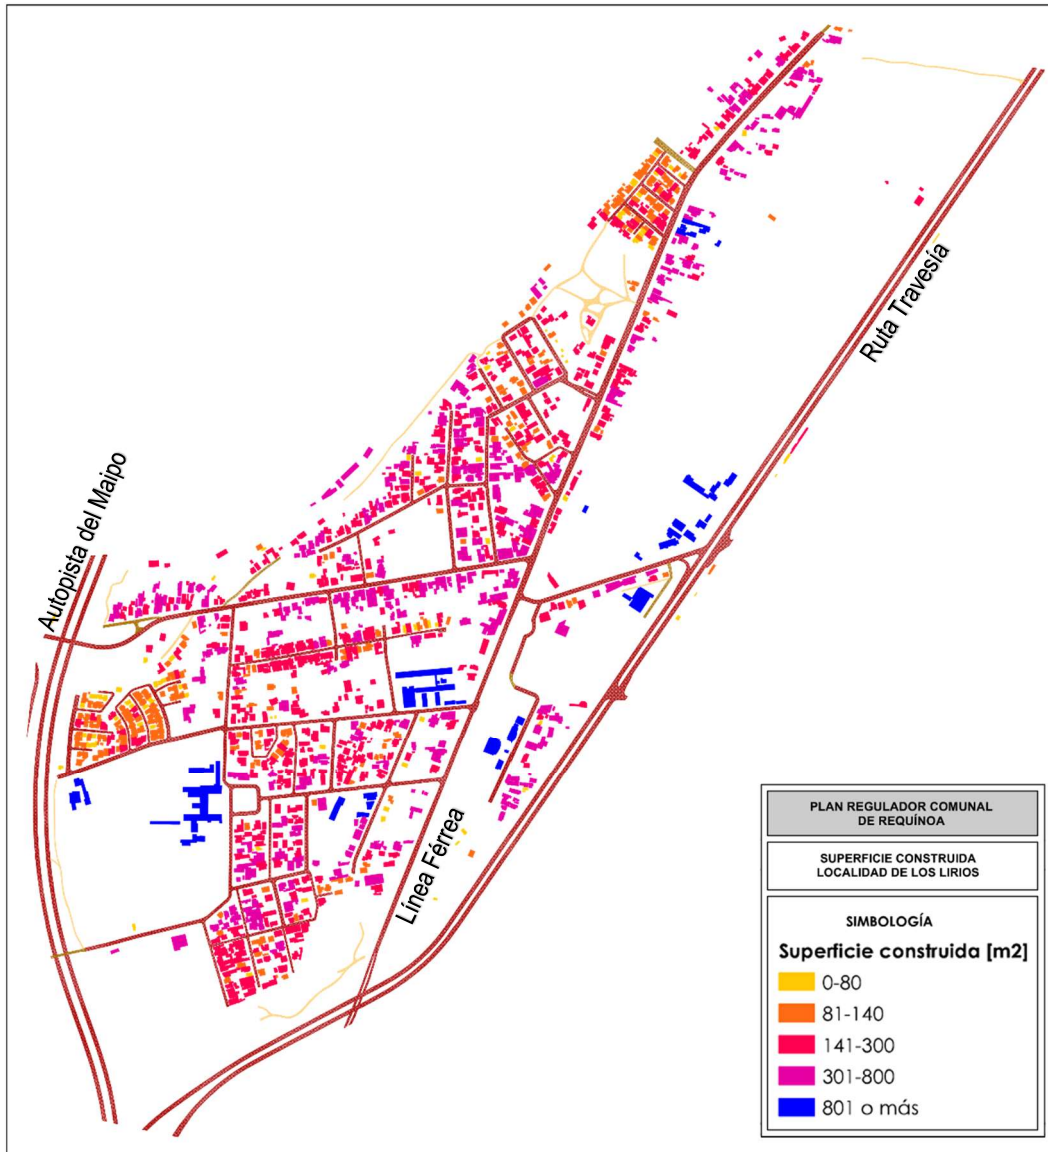 Autopista del Maipo
Ruta Travesía
Línea Férrea
PLAN REGULADOR COMUNAL
DE REQUÍNOA
SUPERFICIE CONSTRUIDA
LOCALIDAD DE LOS LIRIOS
SIMBOLOGÍA
Superficie construida [m2]
0-80
81-140
141-300
301-800
801 o más